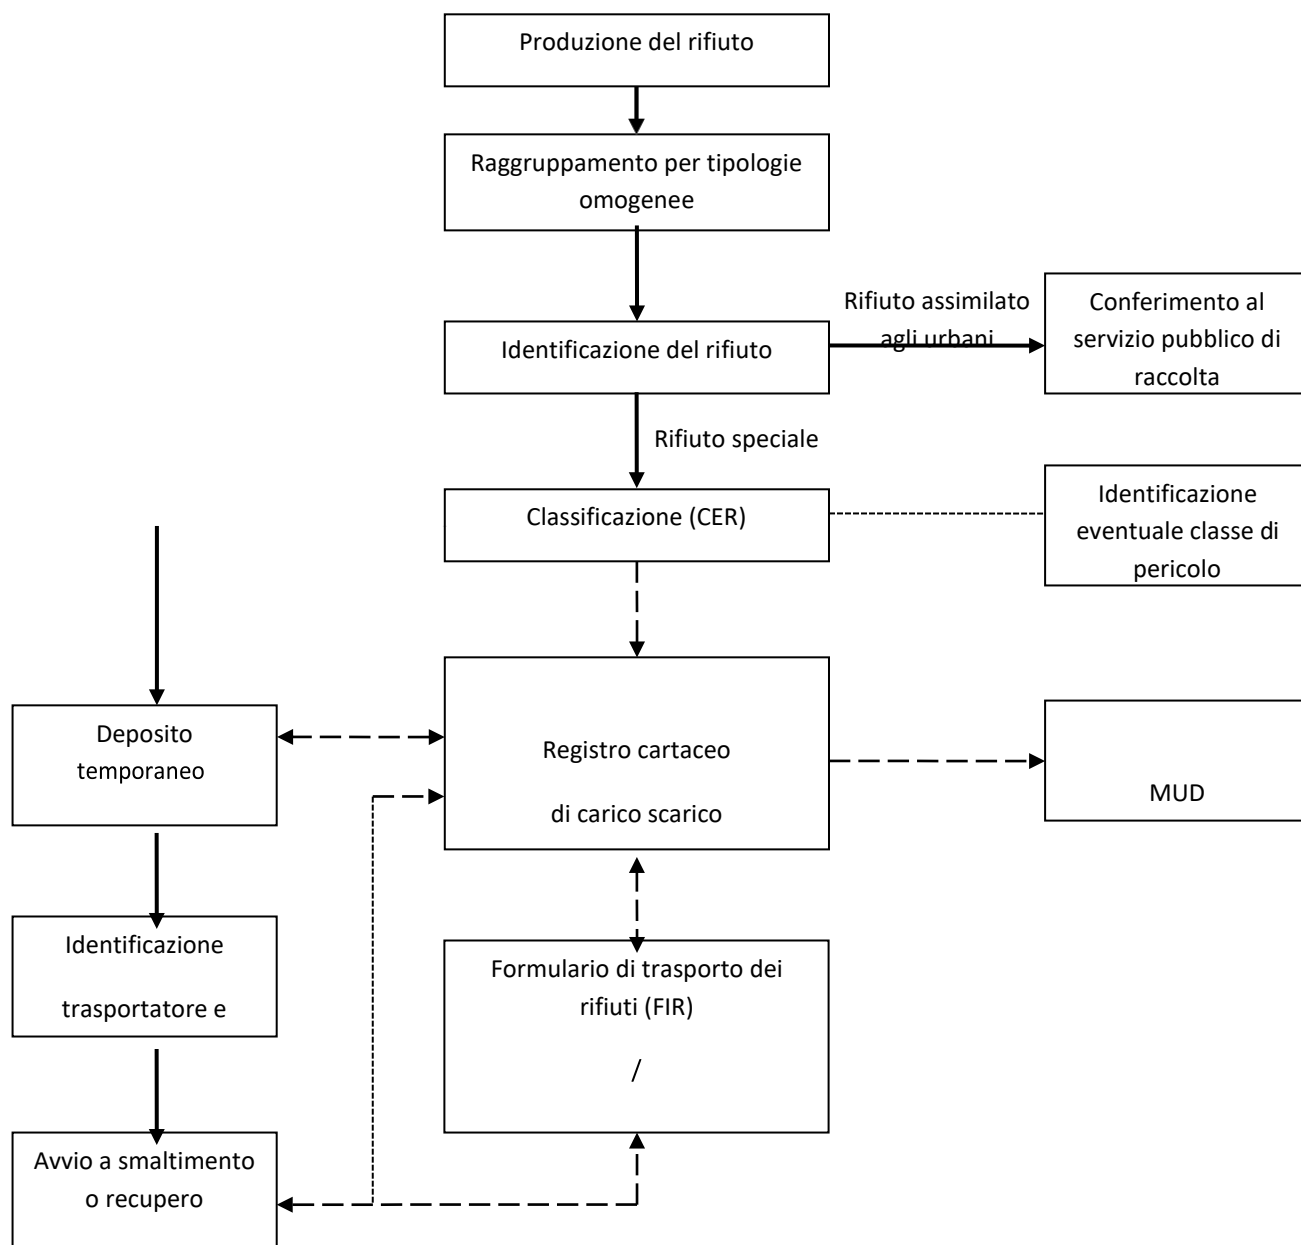 Produzione del rifiuto
Raggruppamento per tipologie
omogenee
Rifiuto assimilato
agli urbani
Conferimento al
servizio pubblico di
raccolta
Identificazione del rifiuto
Rifiuto speciale
Classificazione (CER)
Identificazione
eventuale classe di
pericolo
Deposito
temporaneo
Registro cartaceo
di carico scarico
MUD
Identificazione
trasportatore e
Formulario di trasporto dei
rifiuti (FIR)
/
Avvio a smaltimento
o recupero